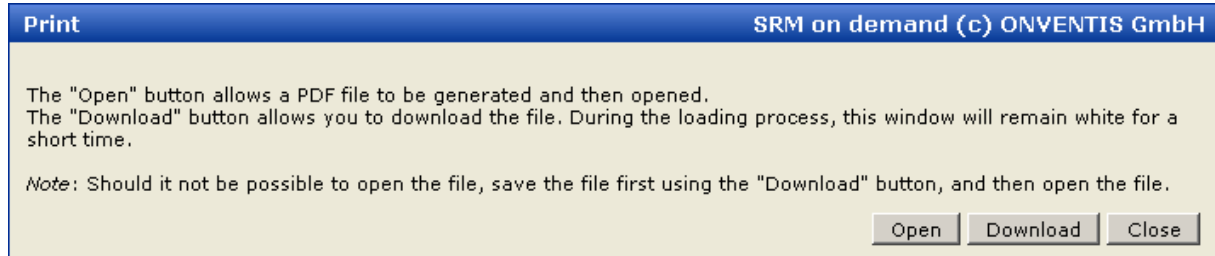 Print SRM on demand (c) ONVENTIS GmbH
The "Open" button allows a PDF file to be generated and then opened.
The "Download" button allows you to download the file. During the loading process, this window will remain white for a
short time.
Note: Should it not be possible to open the file, save the file first using the "Download" button, and then open the file.
Open Download Close